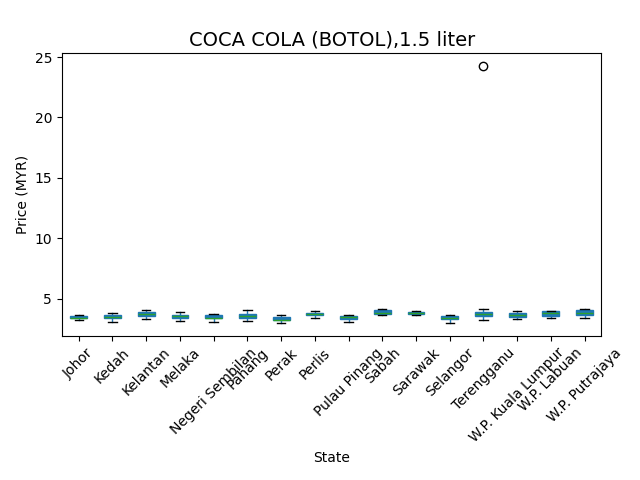 COCA COLA (BOTOL),1.5 liter
25
20
15
10
5
Price (MYR)
Johor
Kedah
Kelantan
Melaka
Negeri Sembilan
Pahang
Perak
Perlis
Pulau Pinang
Sabah
Sarawak
Selangor
Terengganu
W.P. Kuala Lumpur
W.P. Labuan
W.P. Putrajaya
State